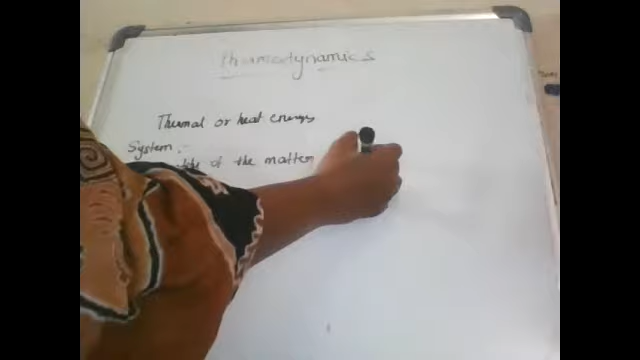 Thermodynamics
Thermal or heat energy
System :-
of the matter